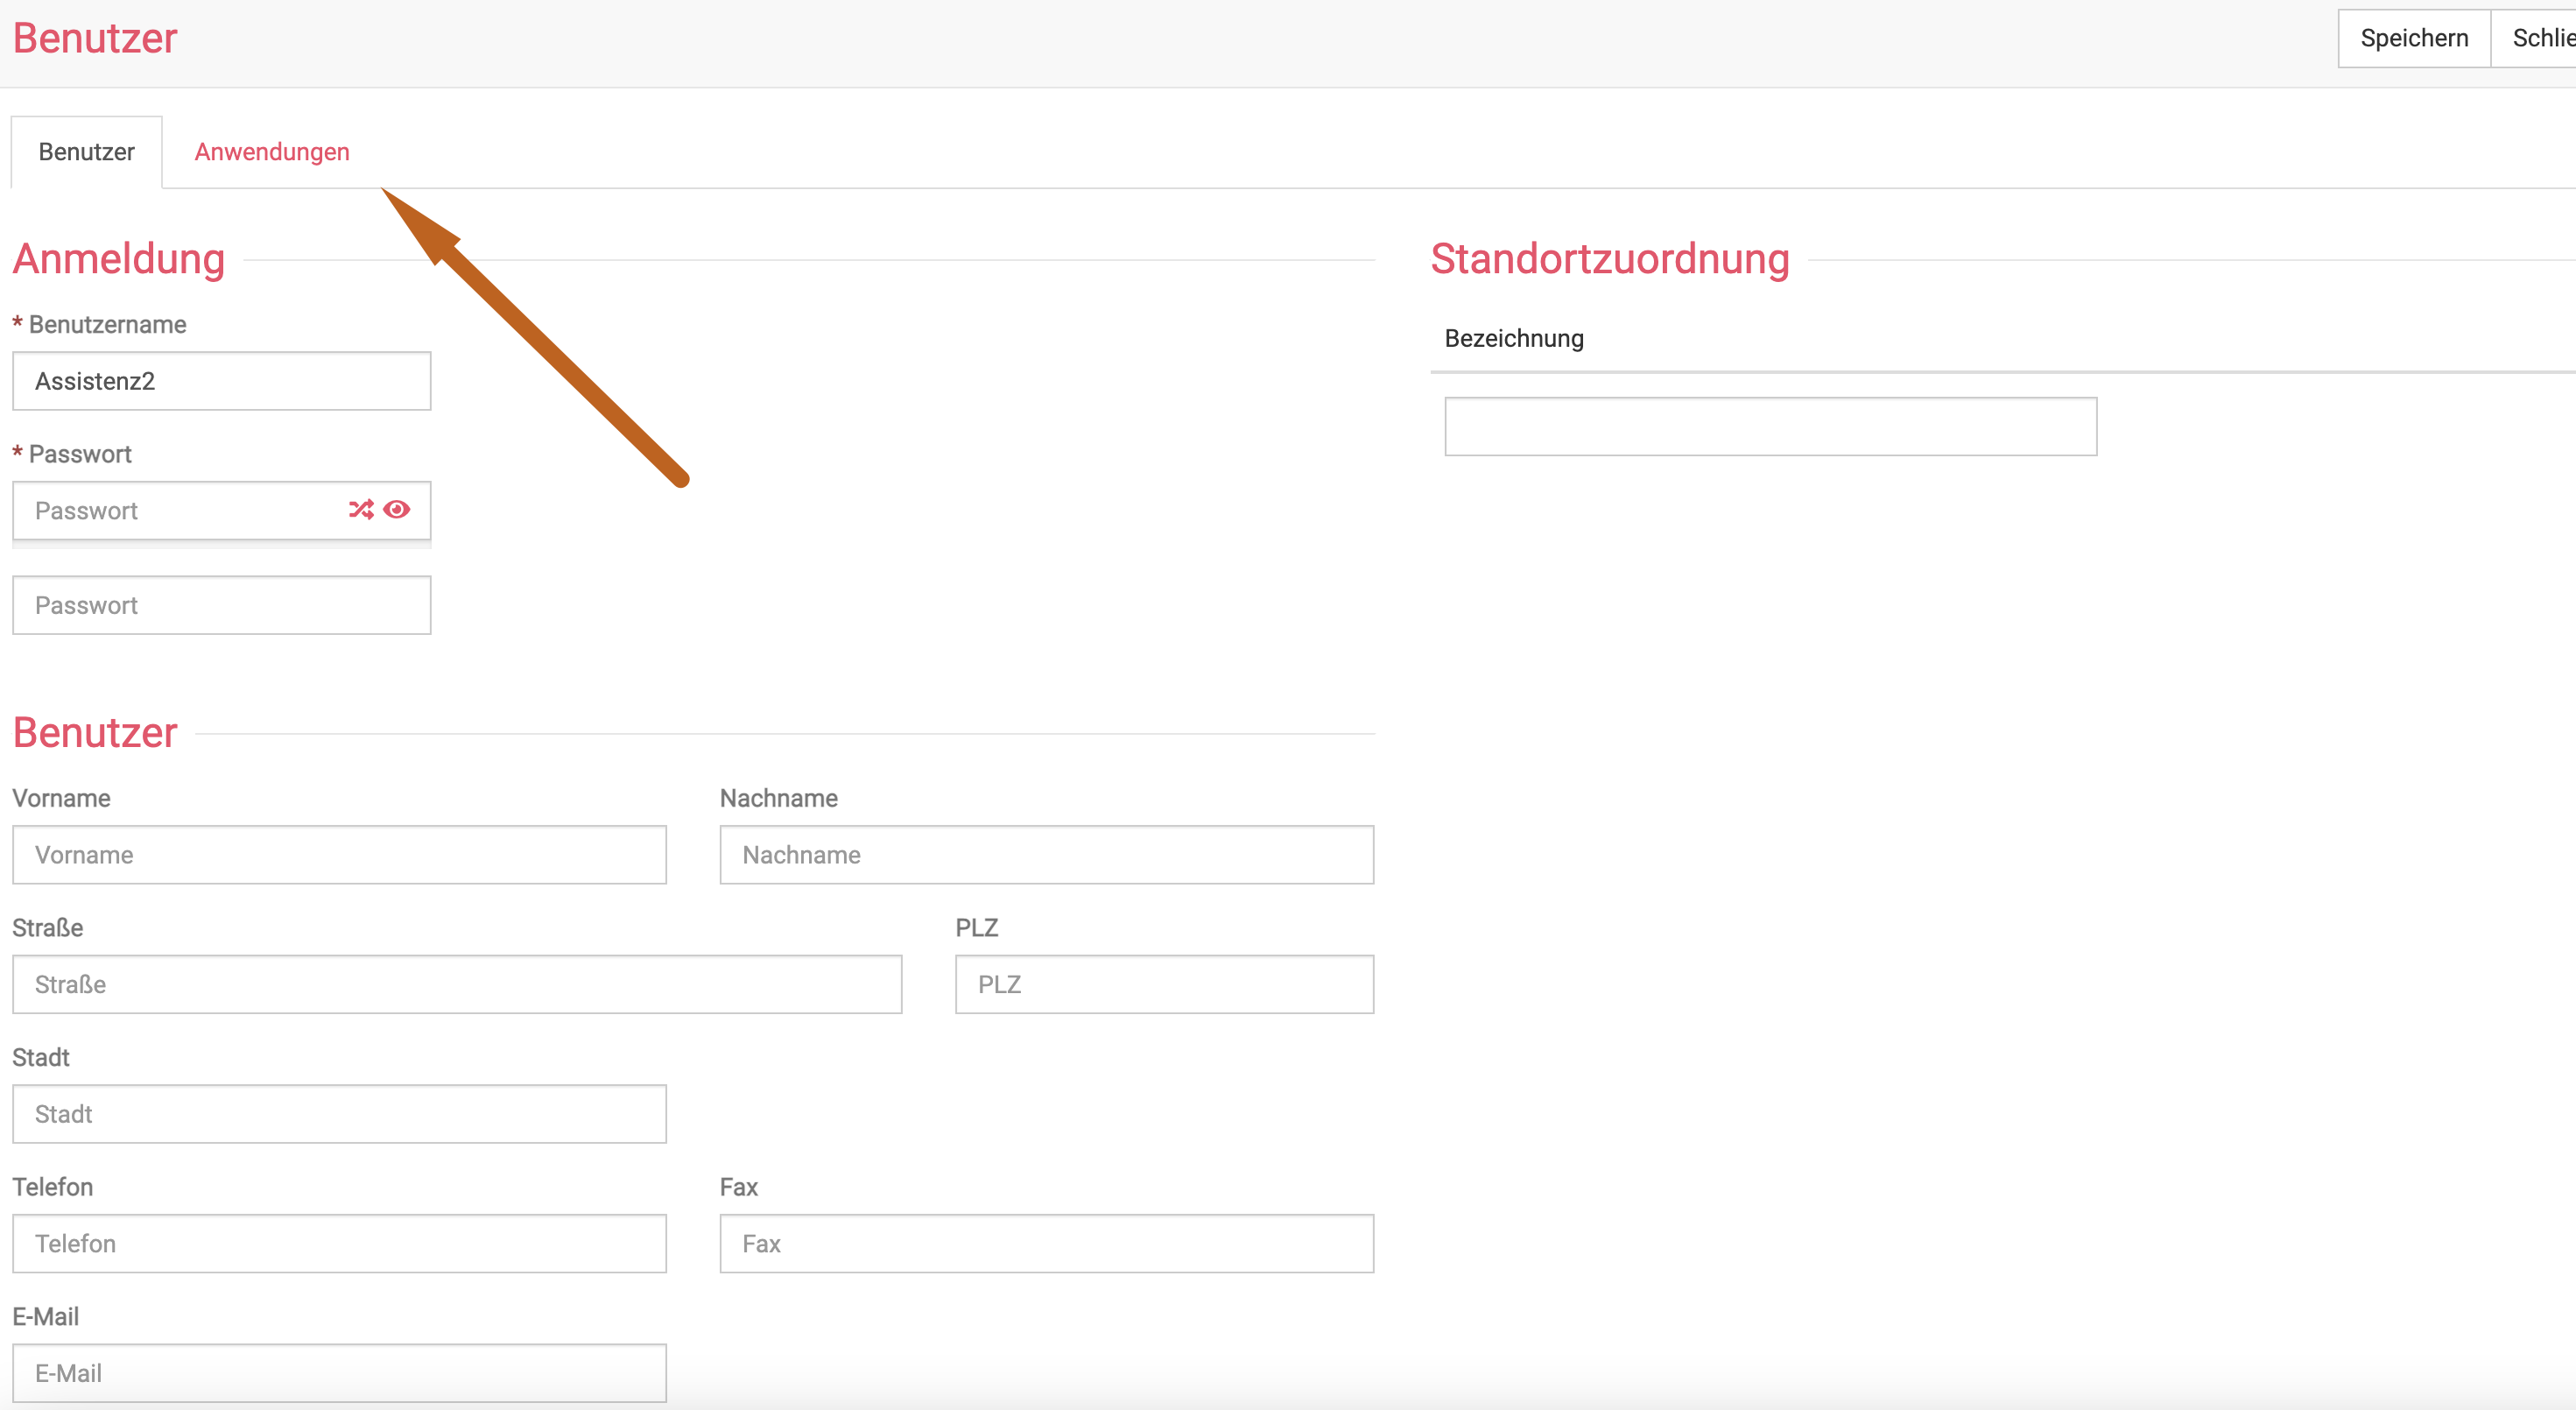 Benutzer
Speichern
Schlie
Benutzer
Anwendungen
Anmeldung
* Benutzername
Assistenz2
* Passwort
Passwort
Passwort
Standortzuordnung
Bezeichnung
Benutzer
Vorname
Nachname
Vorname
Nachname
Straße
PLZ
Straße
PLZ
Stadt
Stadt
Telefon
Fax
Telefon
Fax
E-Mail
E-Mail